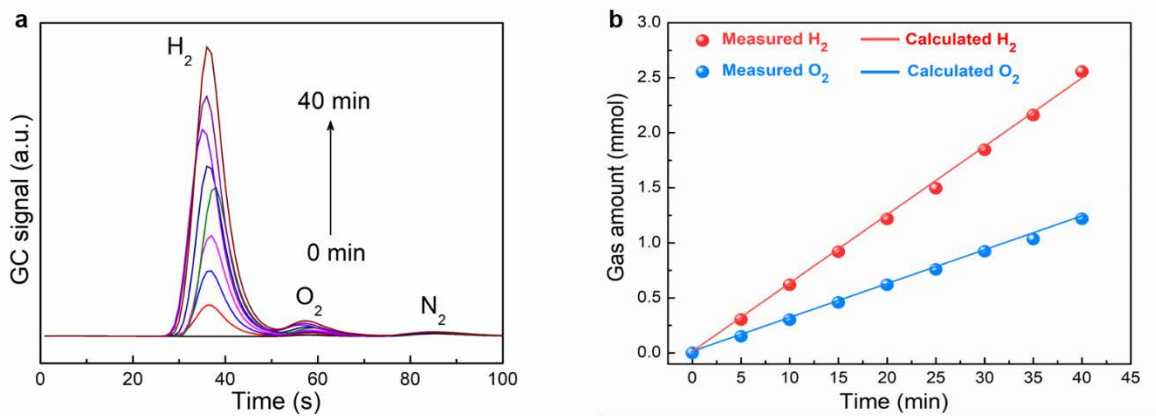 a
H₂
40 min
0 min
O₂
N₂
GC signal (a.u.)
0 20 40 60 80 100
Time (s)
b
Measured H₂ Calculated H₂
Measured O₂ Calculated O₂
Gas amount (mmol)
3.0
2.5
2.0
1.5
1.0
0.5
0.0
0 5 10 15 20 25 30 35 40 45
Time (min)